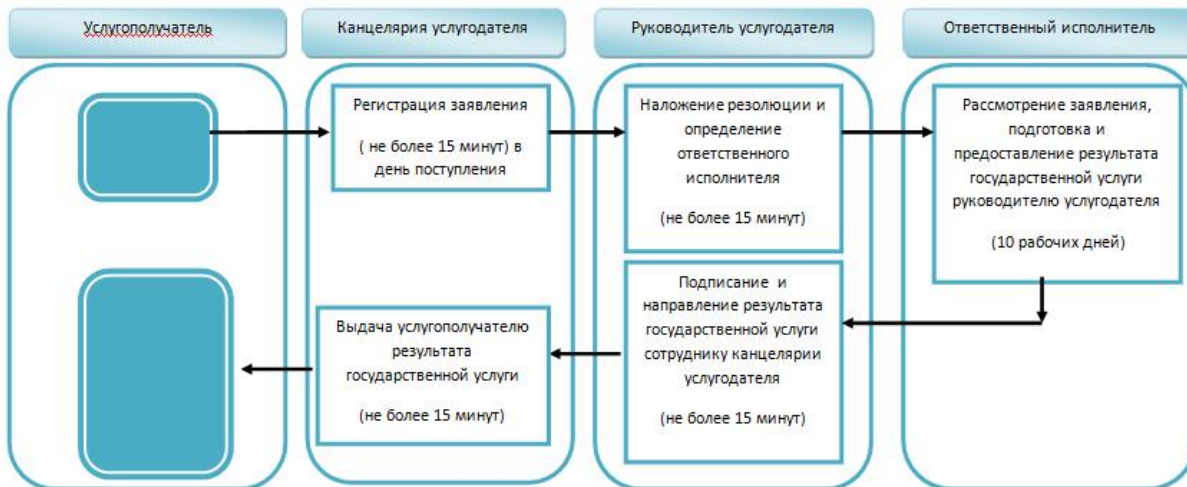 Услугополучатель
Канцелярия услугодателя
Руководитель услугодателя
Ответственный исполнитель
Регистрация заявления
( не более 15 минут) в
день поступления
Наложение резолюции и
определение
ответственного
исполнителя
(не более 15 минут)
Рассмотрение заявления,
подготовка и
предоставление результата
государственной услуги
руководителю услугодателя
(10 рабочих дней)
Подписание и
направление результата
государственной услуги
сотруднику канцелярии
услугодателя
(не более 15 минут)
Выдача услугополучателю
результата
государственной услуги
(не более 15 минут)